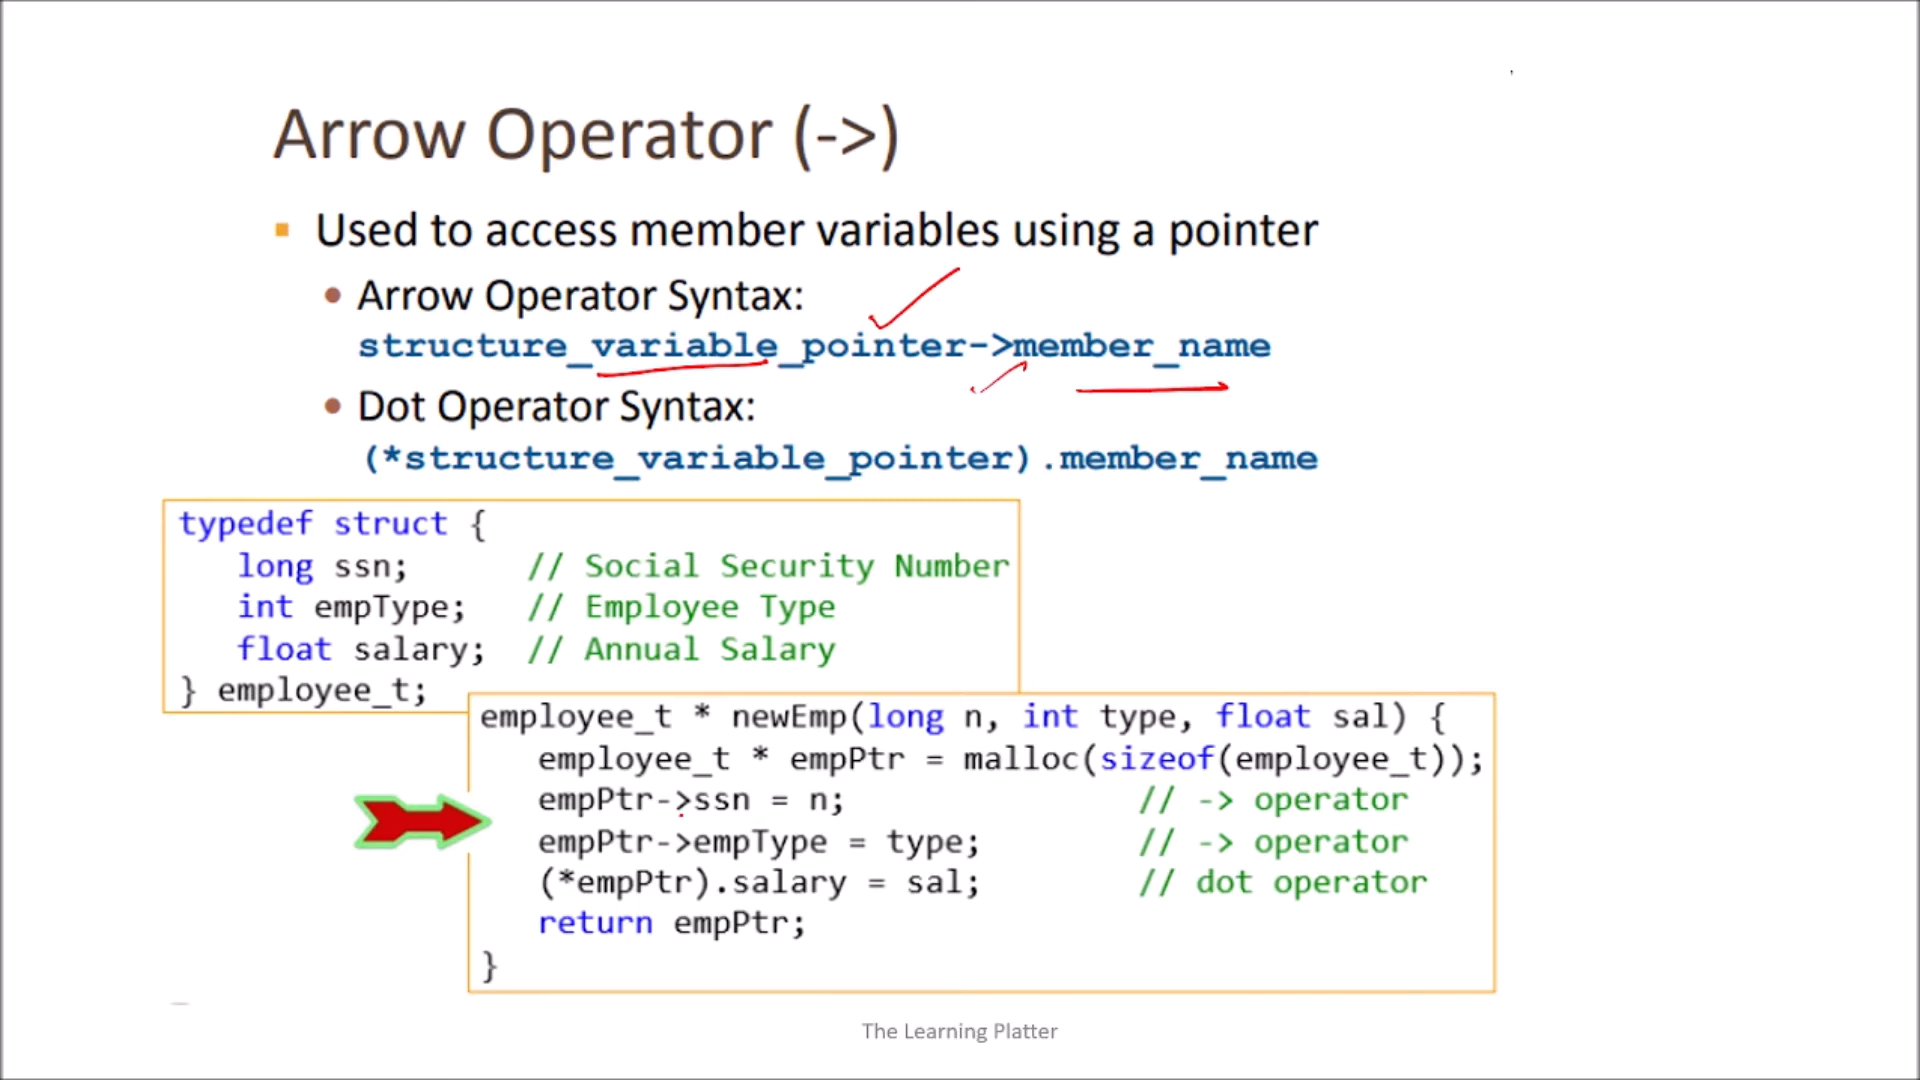 Arrow Operator (->)
Used to access member variables using a pointer
Arrow Operator Syntax:
structure_variable_pointer->member_name
Dot Operator Syntax:
(*structure_variable_pointer).member_name
typedef struct {
long ssn; // Social Security Number
int empType; // Employee Type
float salary; // Annual Salary
} employee_t;
employee_t * newEmp(long n, int type, float sal) {
employee_t * empPtr = malloc(sizeof(employee_t));
empPtr->ssn = n; // -> operator
empPtr->empType = type; // -> operator
(*empPtr).salary = sal; // dot operator
return empPtr;
}
The Learning Platter